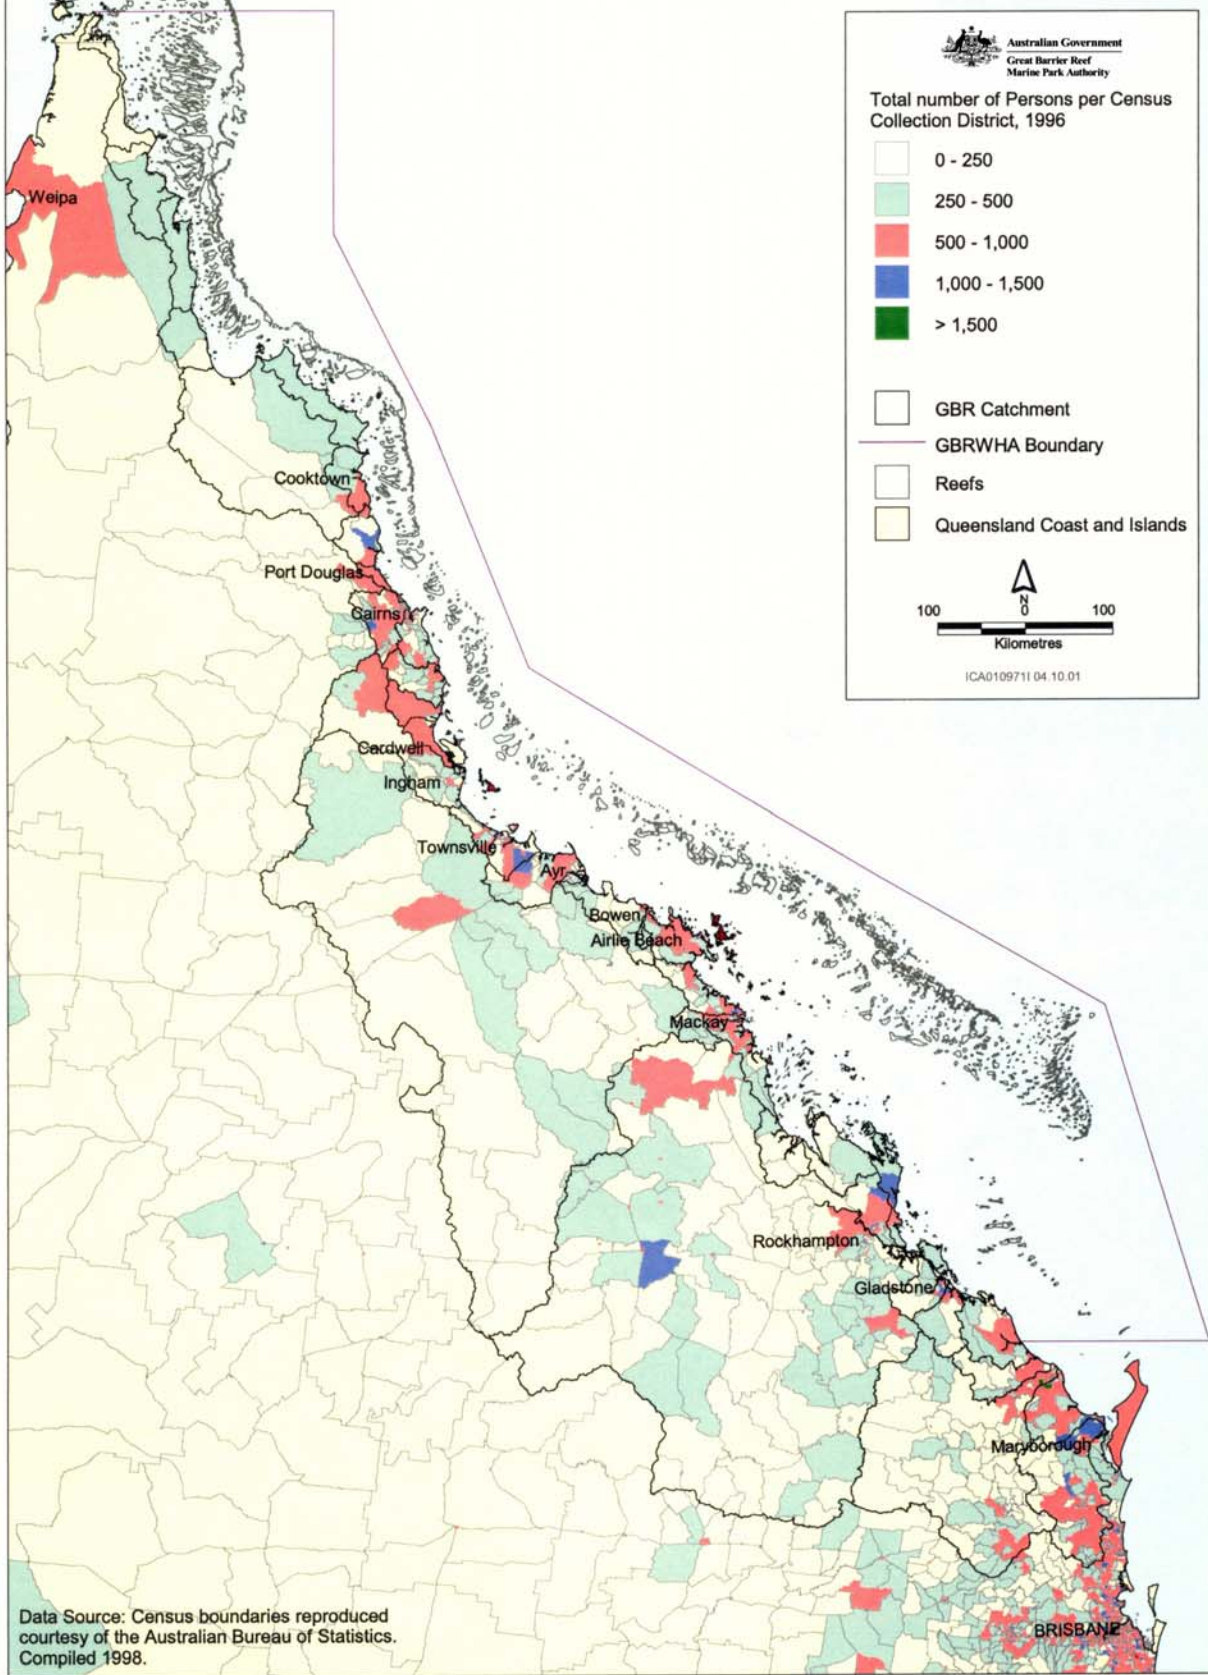 Australian Government
Great Barrier Reef
Marine Park Authority
Total number of Persons per Census
Collection District, 1996
0 - 250
250 - 500
500 - 1,000
1,000 - 1,500
> 1,500
GBR Catchment
GBRWHA Boundary
Reefs
Queensland Coast and Islands
N
100 0 100
Kilometres
ICA010971l 04.10.01
Weipa
Cooktown
Port Douglas
Cairns
Cardwell
Ingham
Townsville
Ayr
Bowen
Airlie Beach
Mackay
Rockhampton
Gladstone
Maryborough
BRISBANE
Data Source: Census boundaries reproduced
courtesy of the Australian Bureau of Statistics.
Compiled 1998.